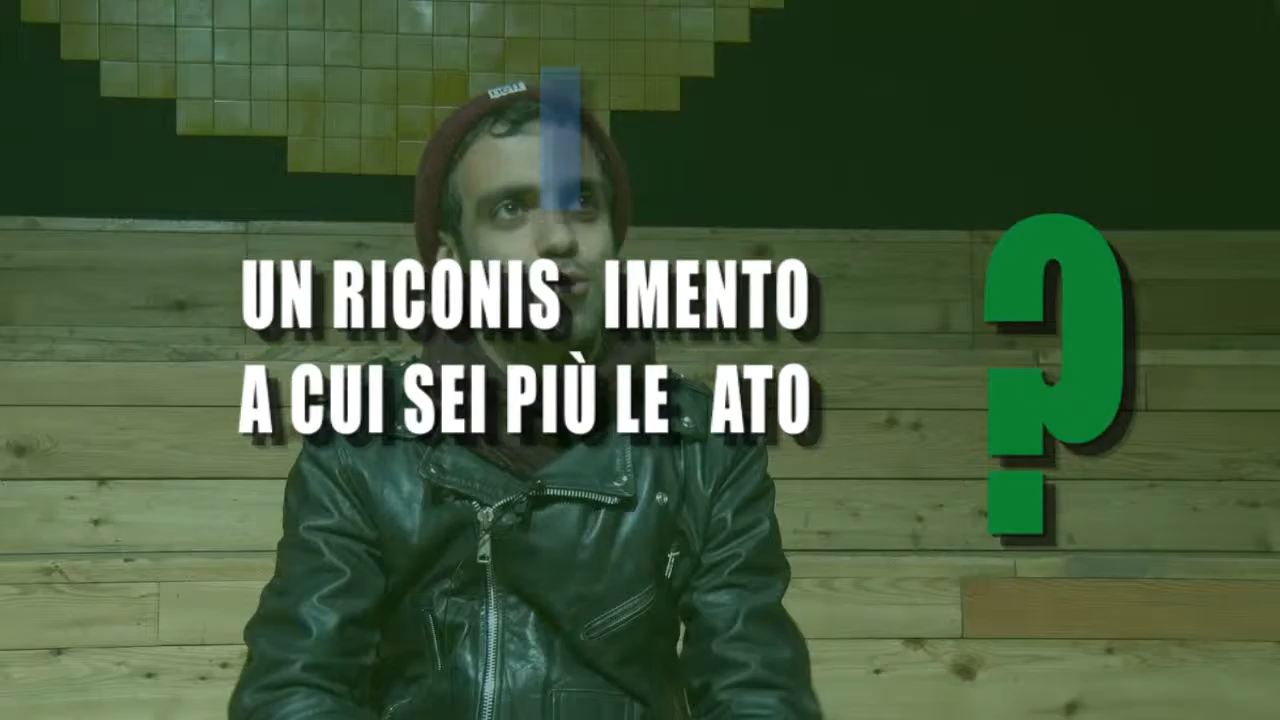 UN RICONIS IMENTO
A CUI SEI PIÙ LE ATO
?